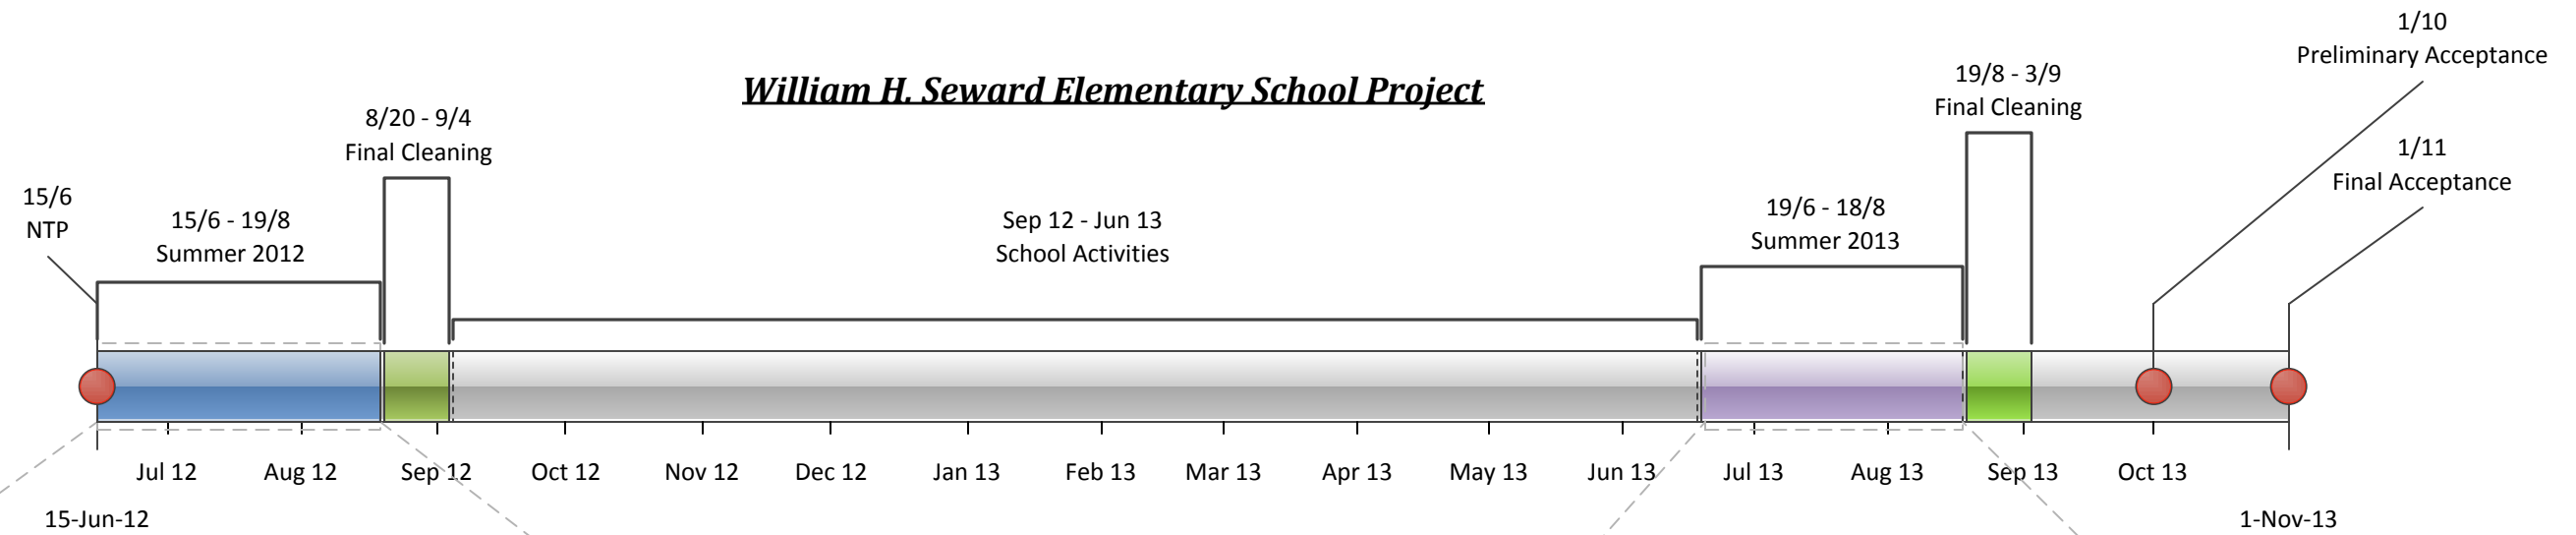 1/10
Preliminary Acceptance
William H. Seward Elementary School Project
19/8 - 3/9
Final Cleaning
8/20 - 9/4
Final Cleaning
1/11
Final Acceptance
15/6
NTP
15/6 - 19/8
Summer 2012
Sep 12 - Jun 13
School Activities
19/6 - 18/8
Summer 2013
Jul 12 Aug 12 Sep 12 Oct 12 Nov 12 Dec 12 Jan 13 Feb 13 Mar 13 Apr 13 May 13 Jun 13 Jul 13 Aug 13 Sep 13 Oct 13
15-Jun-12 1-Nov-13